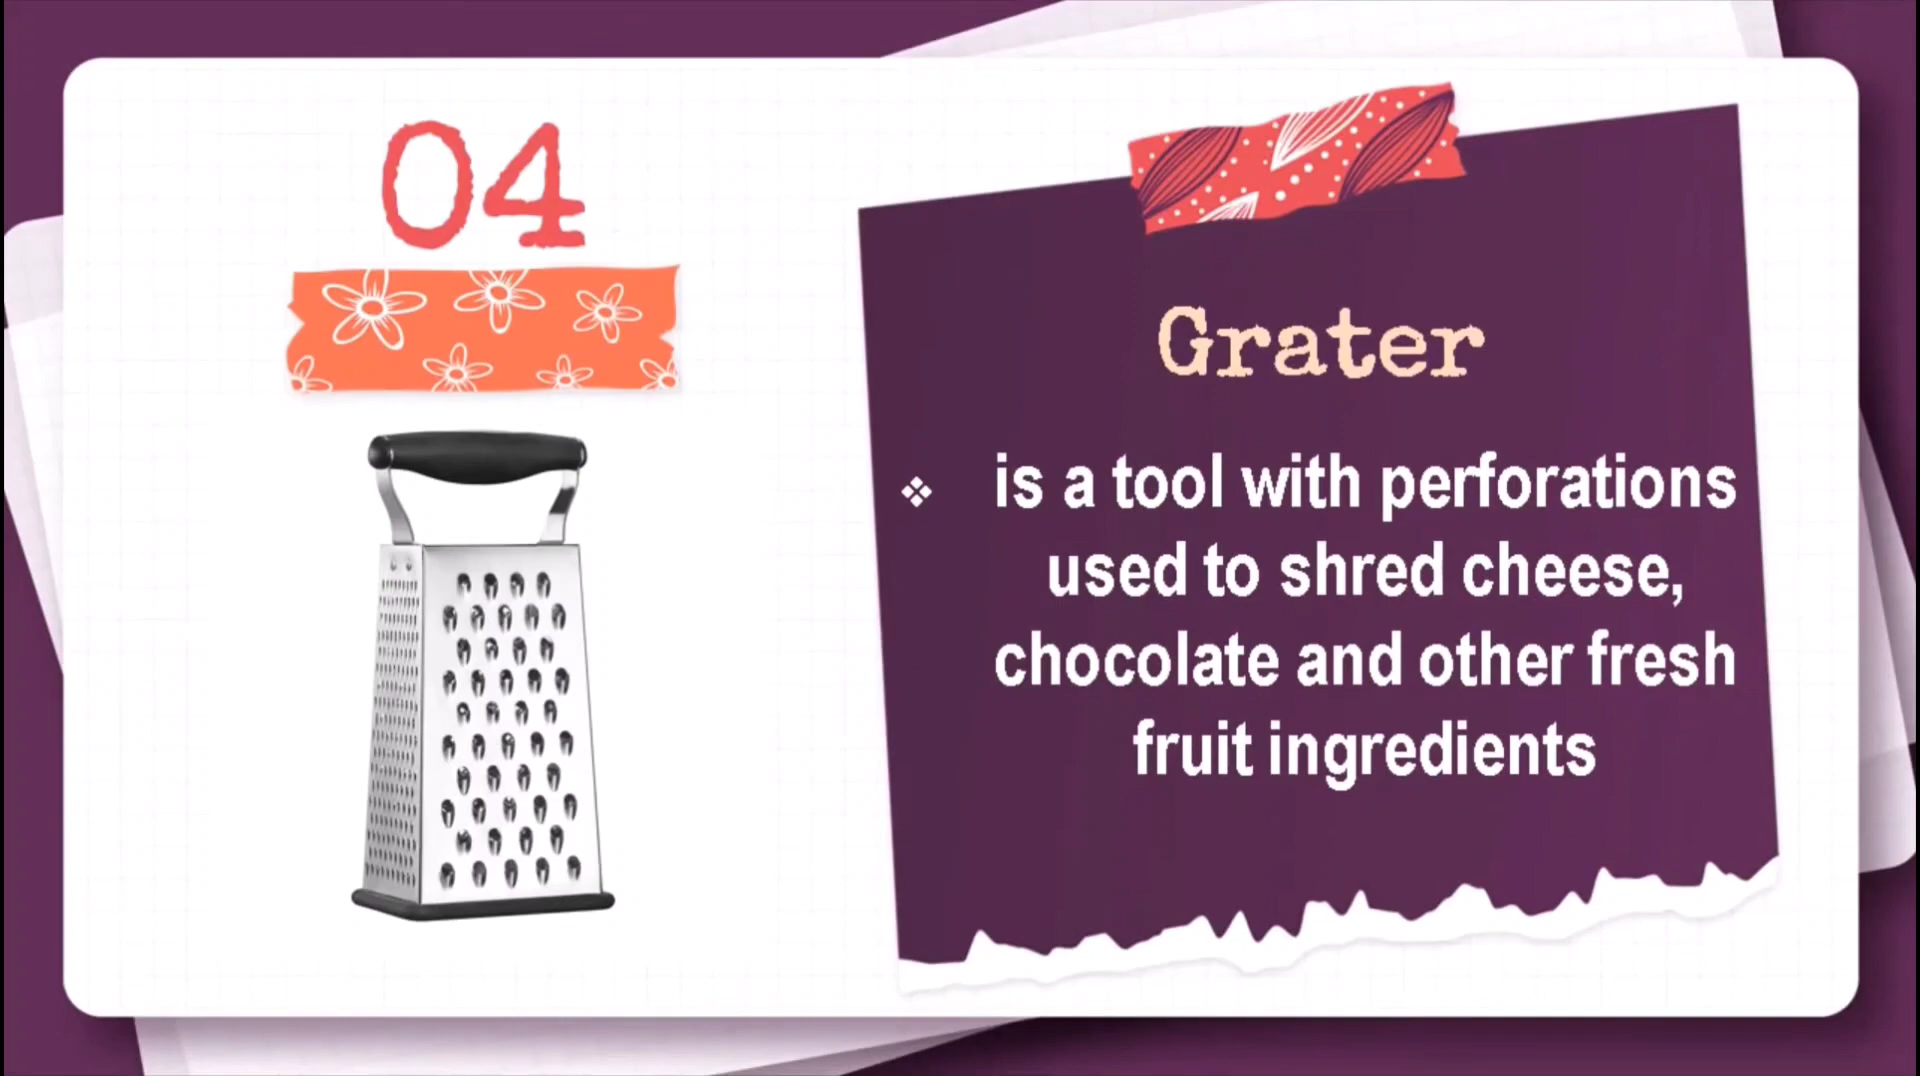 04
Grater
❖ is a tool with perforations
used to shred cheese,
chocolate and other fresh
fruit ingredients